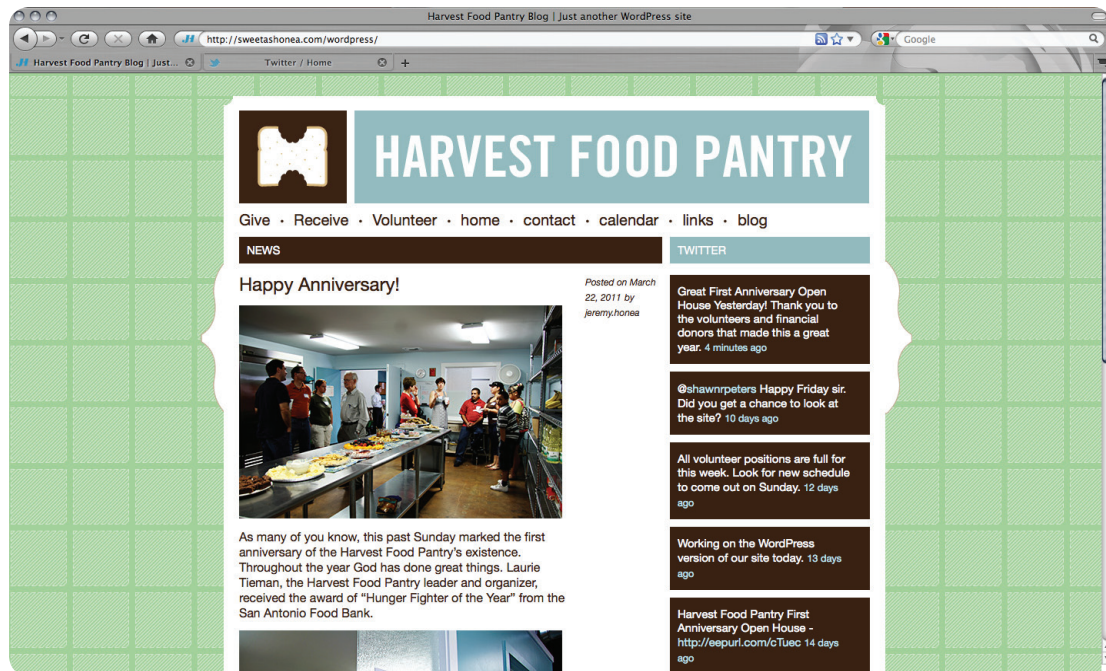 Harvest Food Pantry Blog | Just another WordPress site
http://sweetashonea.com/wordpress/
Google
JH Harvest Food Pantry Blog | Just...
Twitter / Home
+
HARVEST FOOD PANTRY
Give · Receive · Volunteer · home · contact · calendar · links · blog
NEWS
Happy Anniversary!
Posted on March
22, 2011 by
jeremy.honea
As many of you know, this past Sunday marked the first
anniversary of the Harvest Food Pantry's existence.
Throughout the year God has done great things. Laurie
Tieman, the Harvest Food Pantry leader and organizer,
received the award of “Hunger Fighter of the Year” from the
San Antonio Food Bank.
TWITTER
Great First Anniversary Open
House Yesterday! Thank you to
the volunteers and financial
donors that made this a great
year. 4 minutes ago
@shawnrpeters Happy Friday sir.
Did you get a chance to look at
the site? 10 days ago
All volunteer positions are full for
this week. Look for new schedule
to come out on Sunday. 12 days
ago
Working on the WordPress
version of our site today. 13 days
ago
Harvest Food Pantry First
Anniversary Open House -
http://eepurl.com/cTuec 14 days
ago